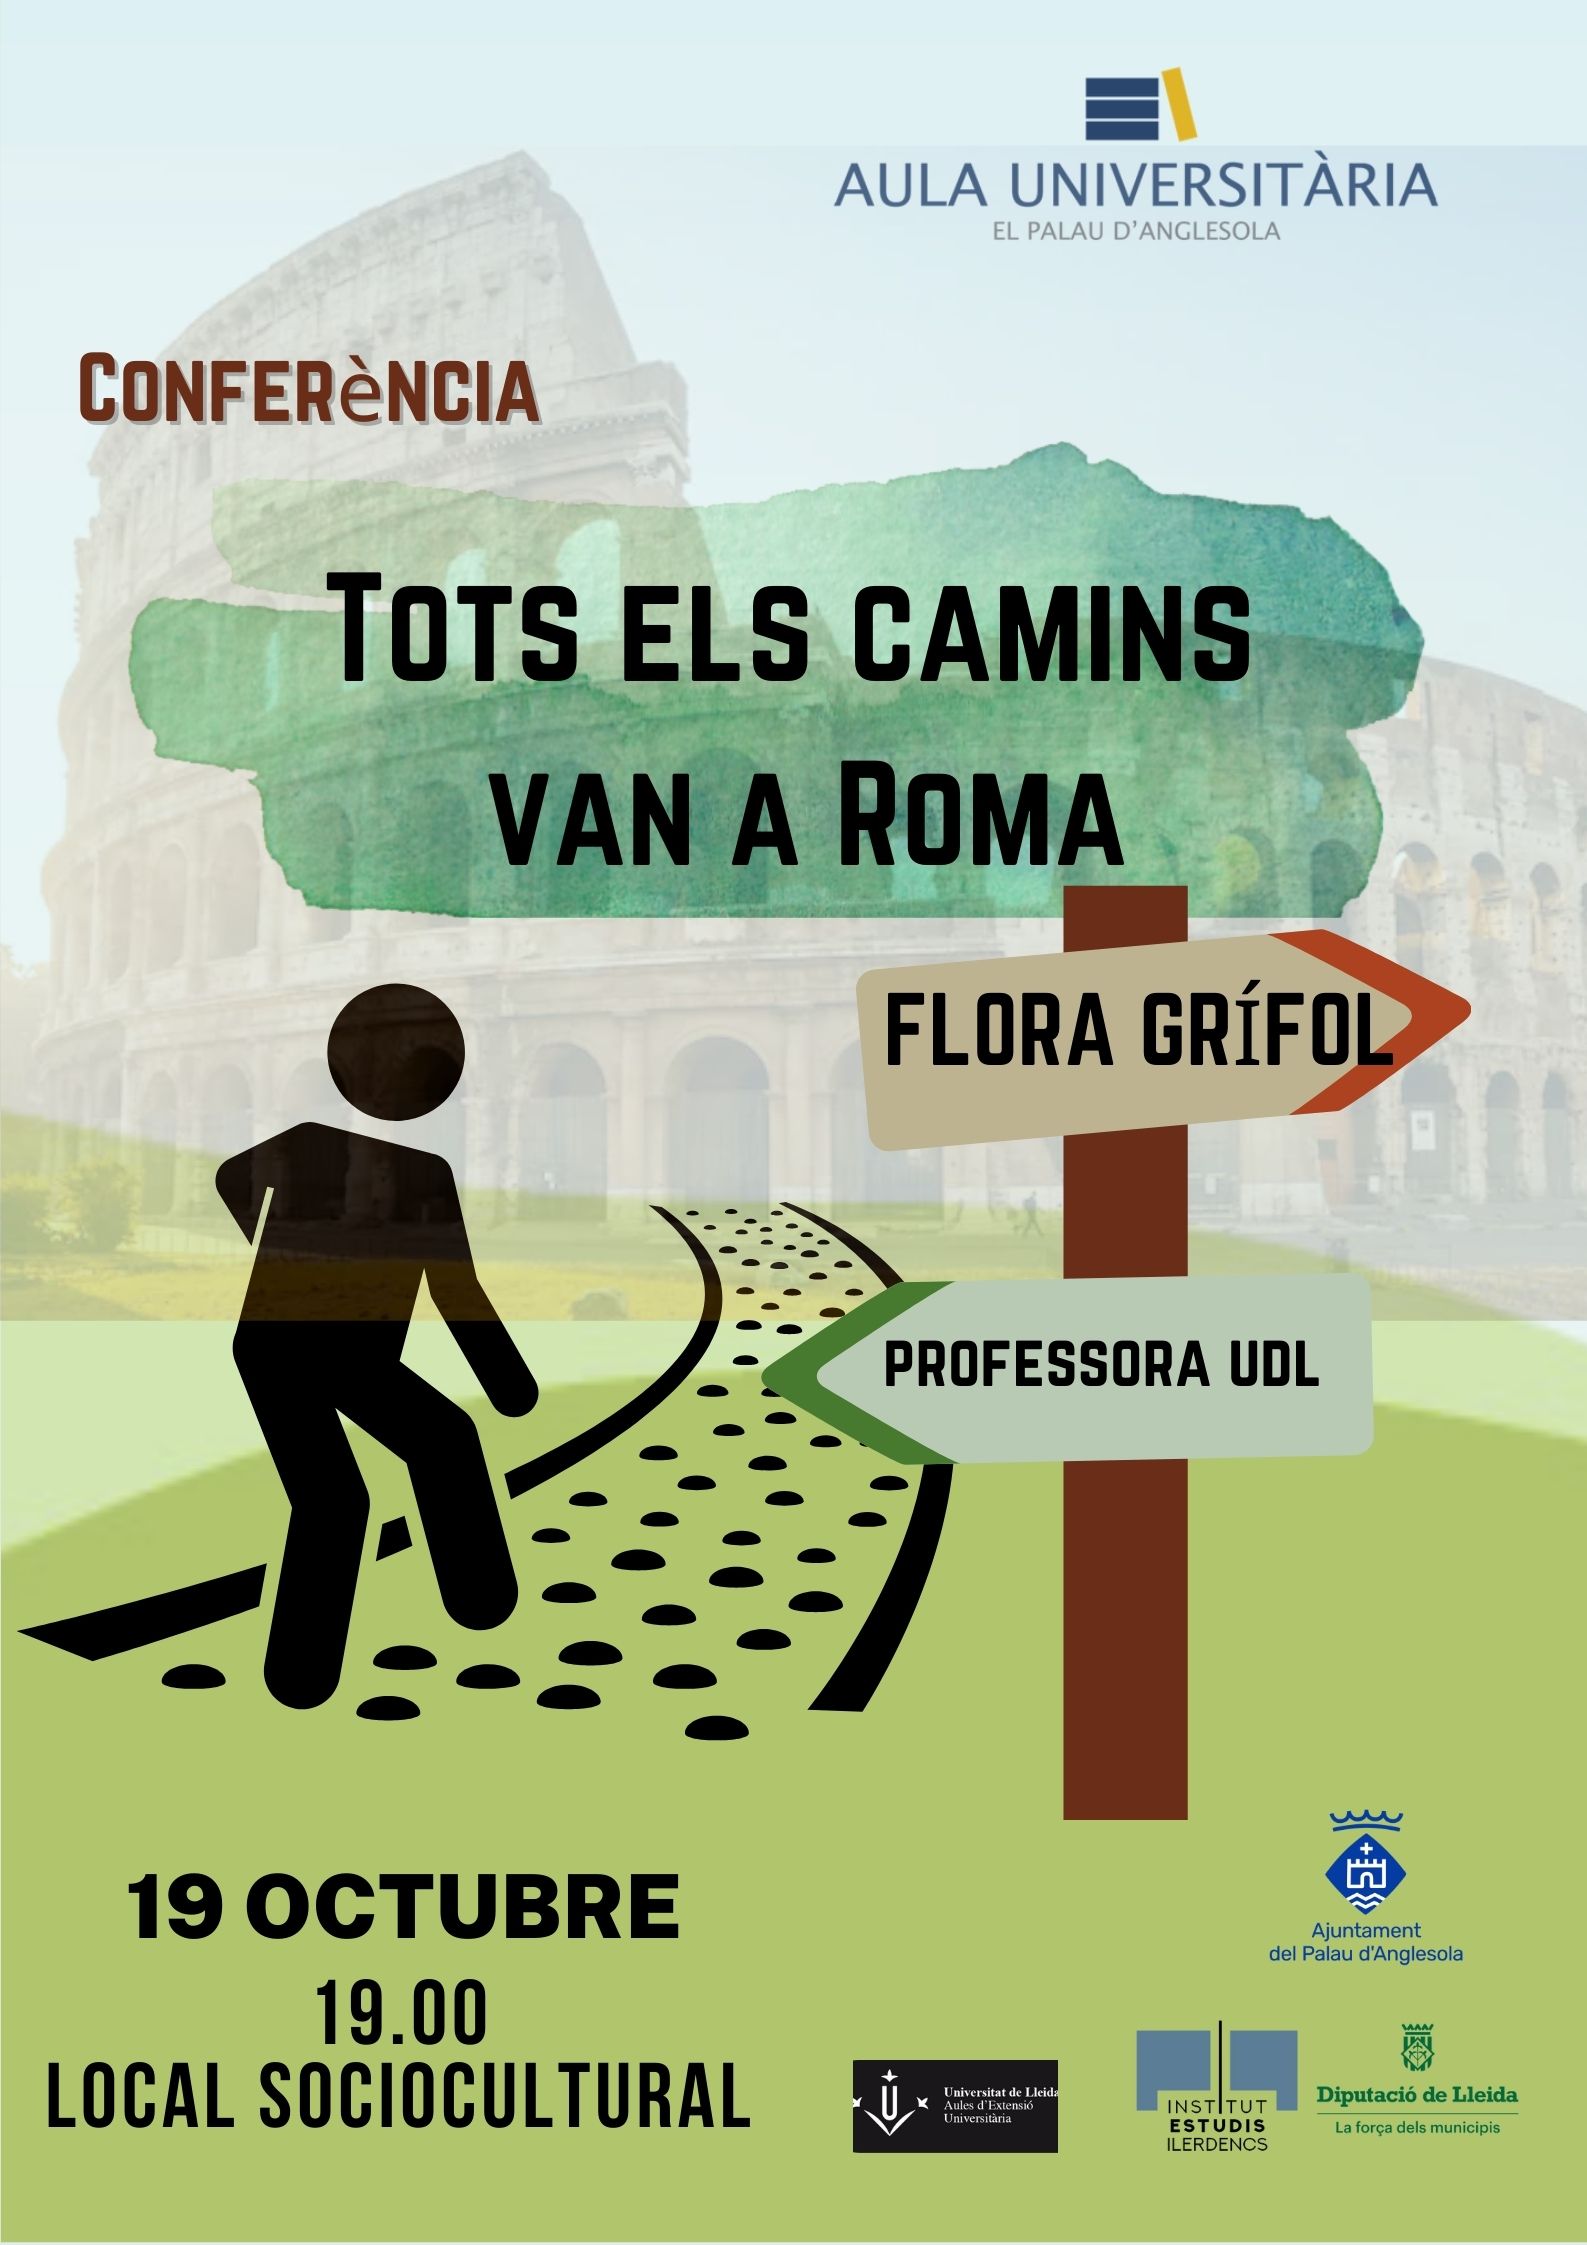 AULA UNIVERSITÀRIA
EL PALAU D'ANGLESOLA
CONFERèNCIA
TOTS ELS CAMINS
VAN A ROMA
FLORA GRÍFOL
PROFESSORA UDL
19 OCTUBRE
19.00
LOCAL SOCIOCULTURAL
Ajuntament
del Palau d'Anglesola
Universitat de Lleida
Aules d'Extensió
Universitària
INSTITUT
ESTUDIS
ILERDENCS
Diputació de Lleida
La força dels municipis